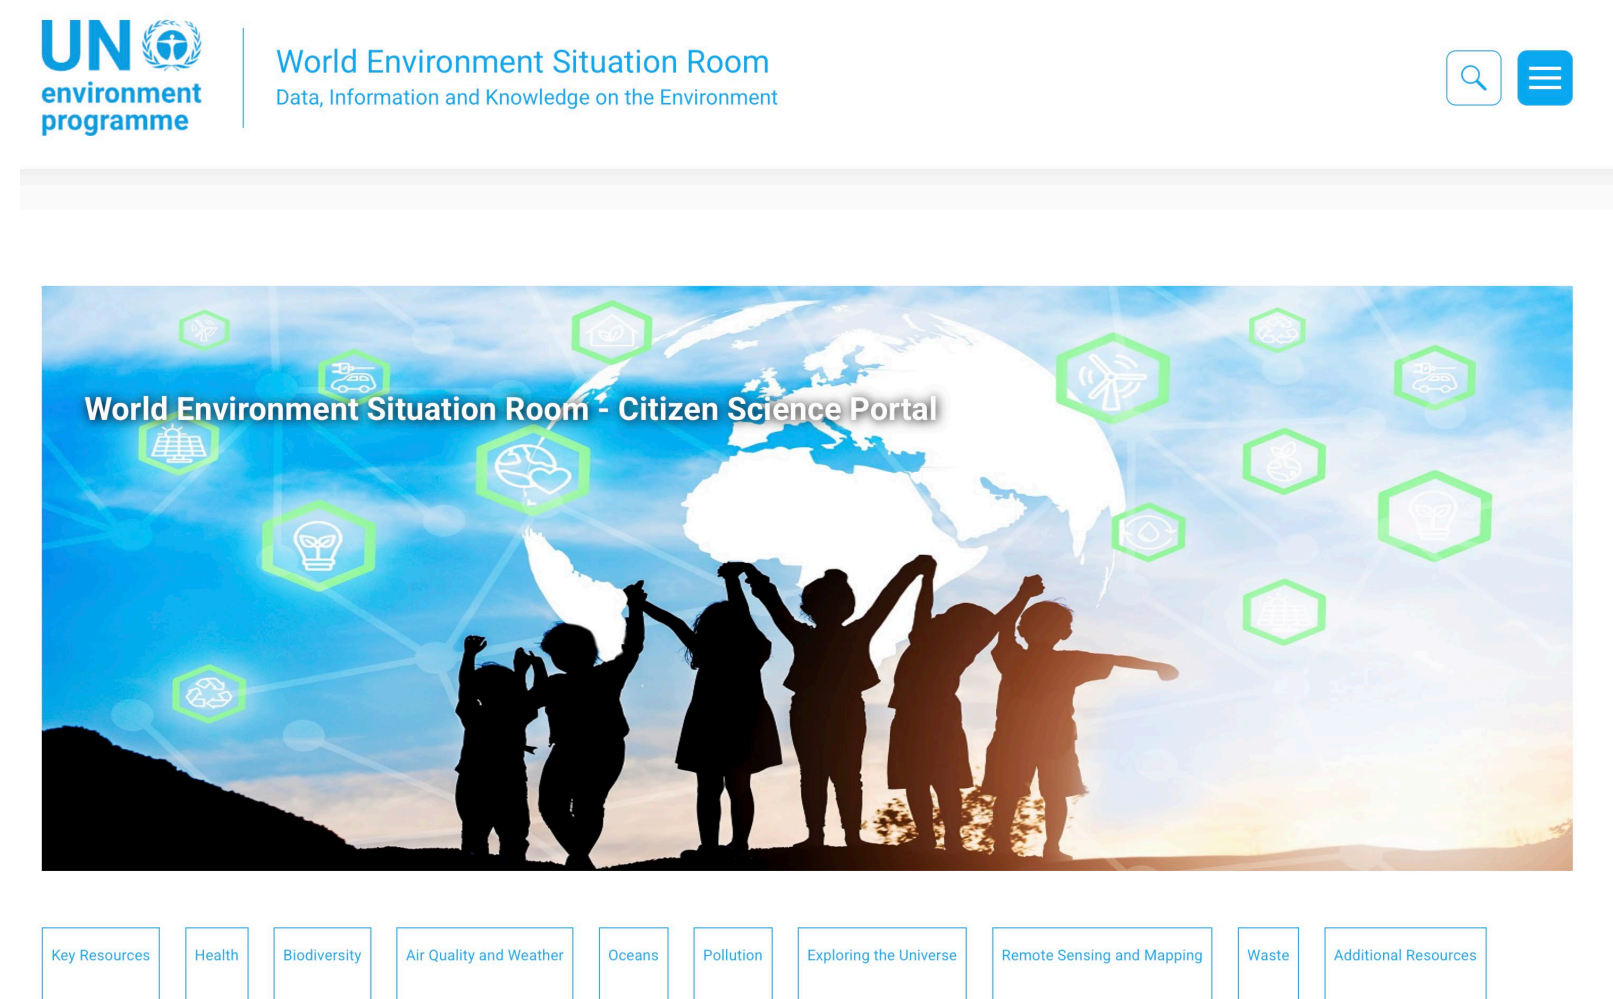 UN
environment
programme
World Environment Situation Room
Data, Information and Knowledge on the Environment
World Environment Situation Room - Citizen Science Portal
Key Resources
Health
Biodiversity
Air Quality and Weather
Oceans
Pollution
Exploring the Universe
Remote Sensing and Mapping
Waste
Additional Resources